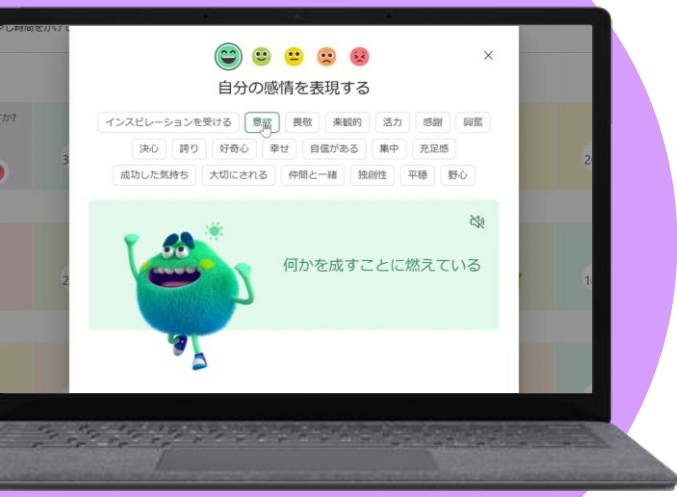 自分の感情を表現する
インスピレーションを受ける 意欲 畏敬 楽観的 活力 感謝 興奮
決心 誇り 好奇心 幸せ 自信がある 集中 充足感
成功した気持ち 大切にされる 仲間と一緒 独創性 平穏 野心
何かを成すことに燃えている